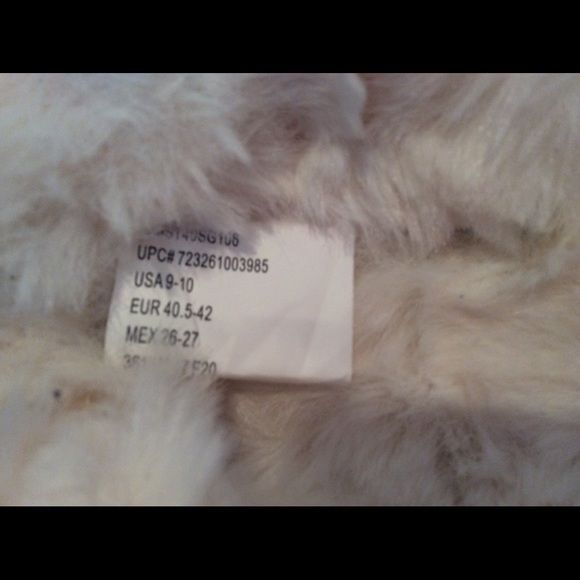 UPC# 723261003985
USA 9-10
EUR 40.5-42
MEX 26-27